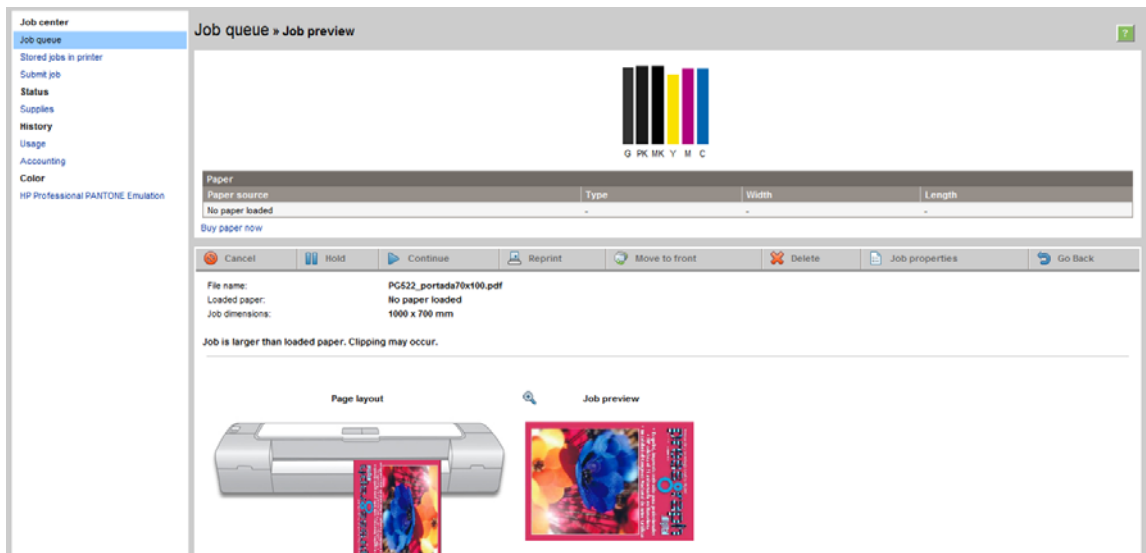 Job center
Job queue
Stored jobs in printer
Submit job
Status
Supplies
History
Usage
Accounting
Color
HP Professional PANTONE Emulation
Job queue » Job preview
?
G PK MK Y M C
Paper
Paper source Type Width Length
No paper loaded - - -
Buy paper now
Cancel Hold Continue Reprint Move to front Delete Job properties Go Back
File name: PG522_portada70x100.pdf
Loaded paper: No paper loaded
Job dimensions: 1000 x 700 mm
Job is larger than loaded paper. Clipping may occur.
Page layout Job preview